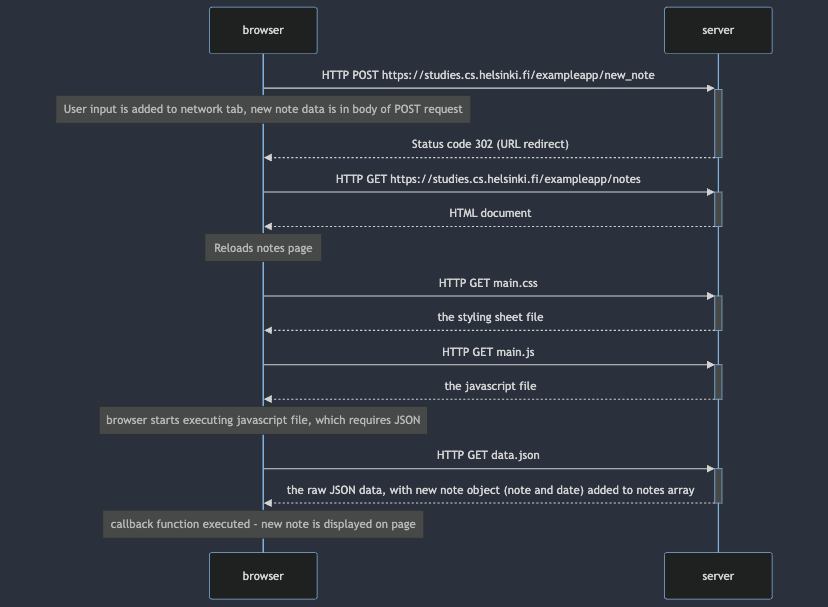 browser
server
HTTP POST https://studies.cs.helsinki.fi/exampleapp/new_note
User input is added to network tab, new note data is in body of POST request
Status code 302 (URL redirect)
HTTP GET https://studies.cs.helsinki.fi/exampleapp/notes
HTML document
Reloads notes page
HTTP GET main.css
the styling sheet file
HTTP GET main.js
the javascript file
browser starts executing javascript file, which requires JSON
HTTP GET data.json
the raw JSON data, with new note object (note and date) added to notes array
callback function executed - new note is displayed on page
browser
server